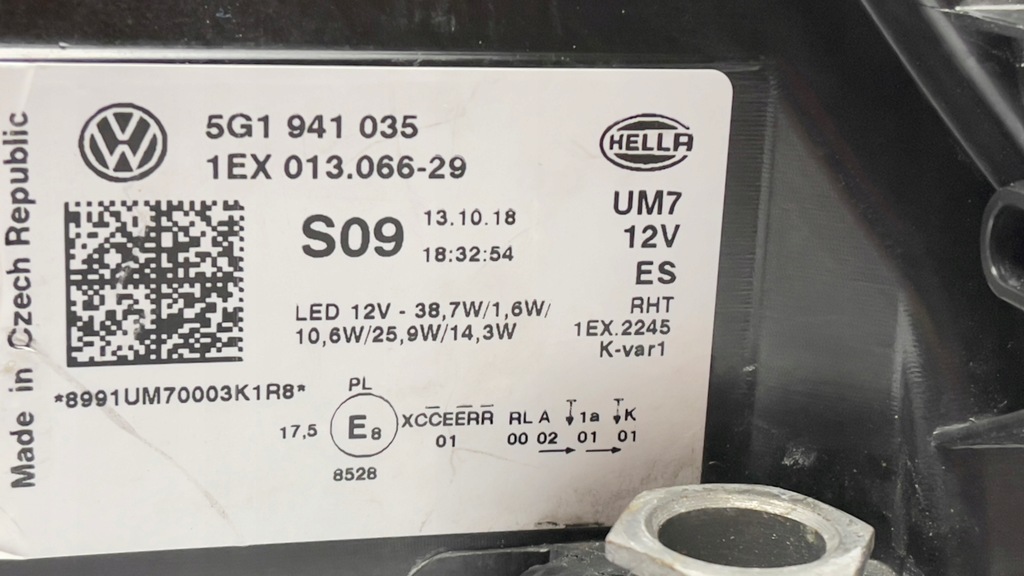 Made in Czech Republic
5G1 941 035
1EX 013.066-29
HELLA
S09
13.10.18
18:32:54
UM7
12V
ES
RHT
1EX.2245
K-var1
LED 12V - 38,7W/1,6W/
10,6W/25,9W/14,3W
*8991UM70003K1R8*
PL
17,5 E8 XCCEERR RL A 1a K
01 00 02 01 01
8528